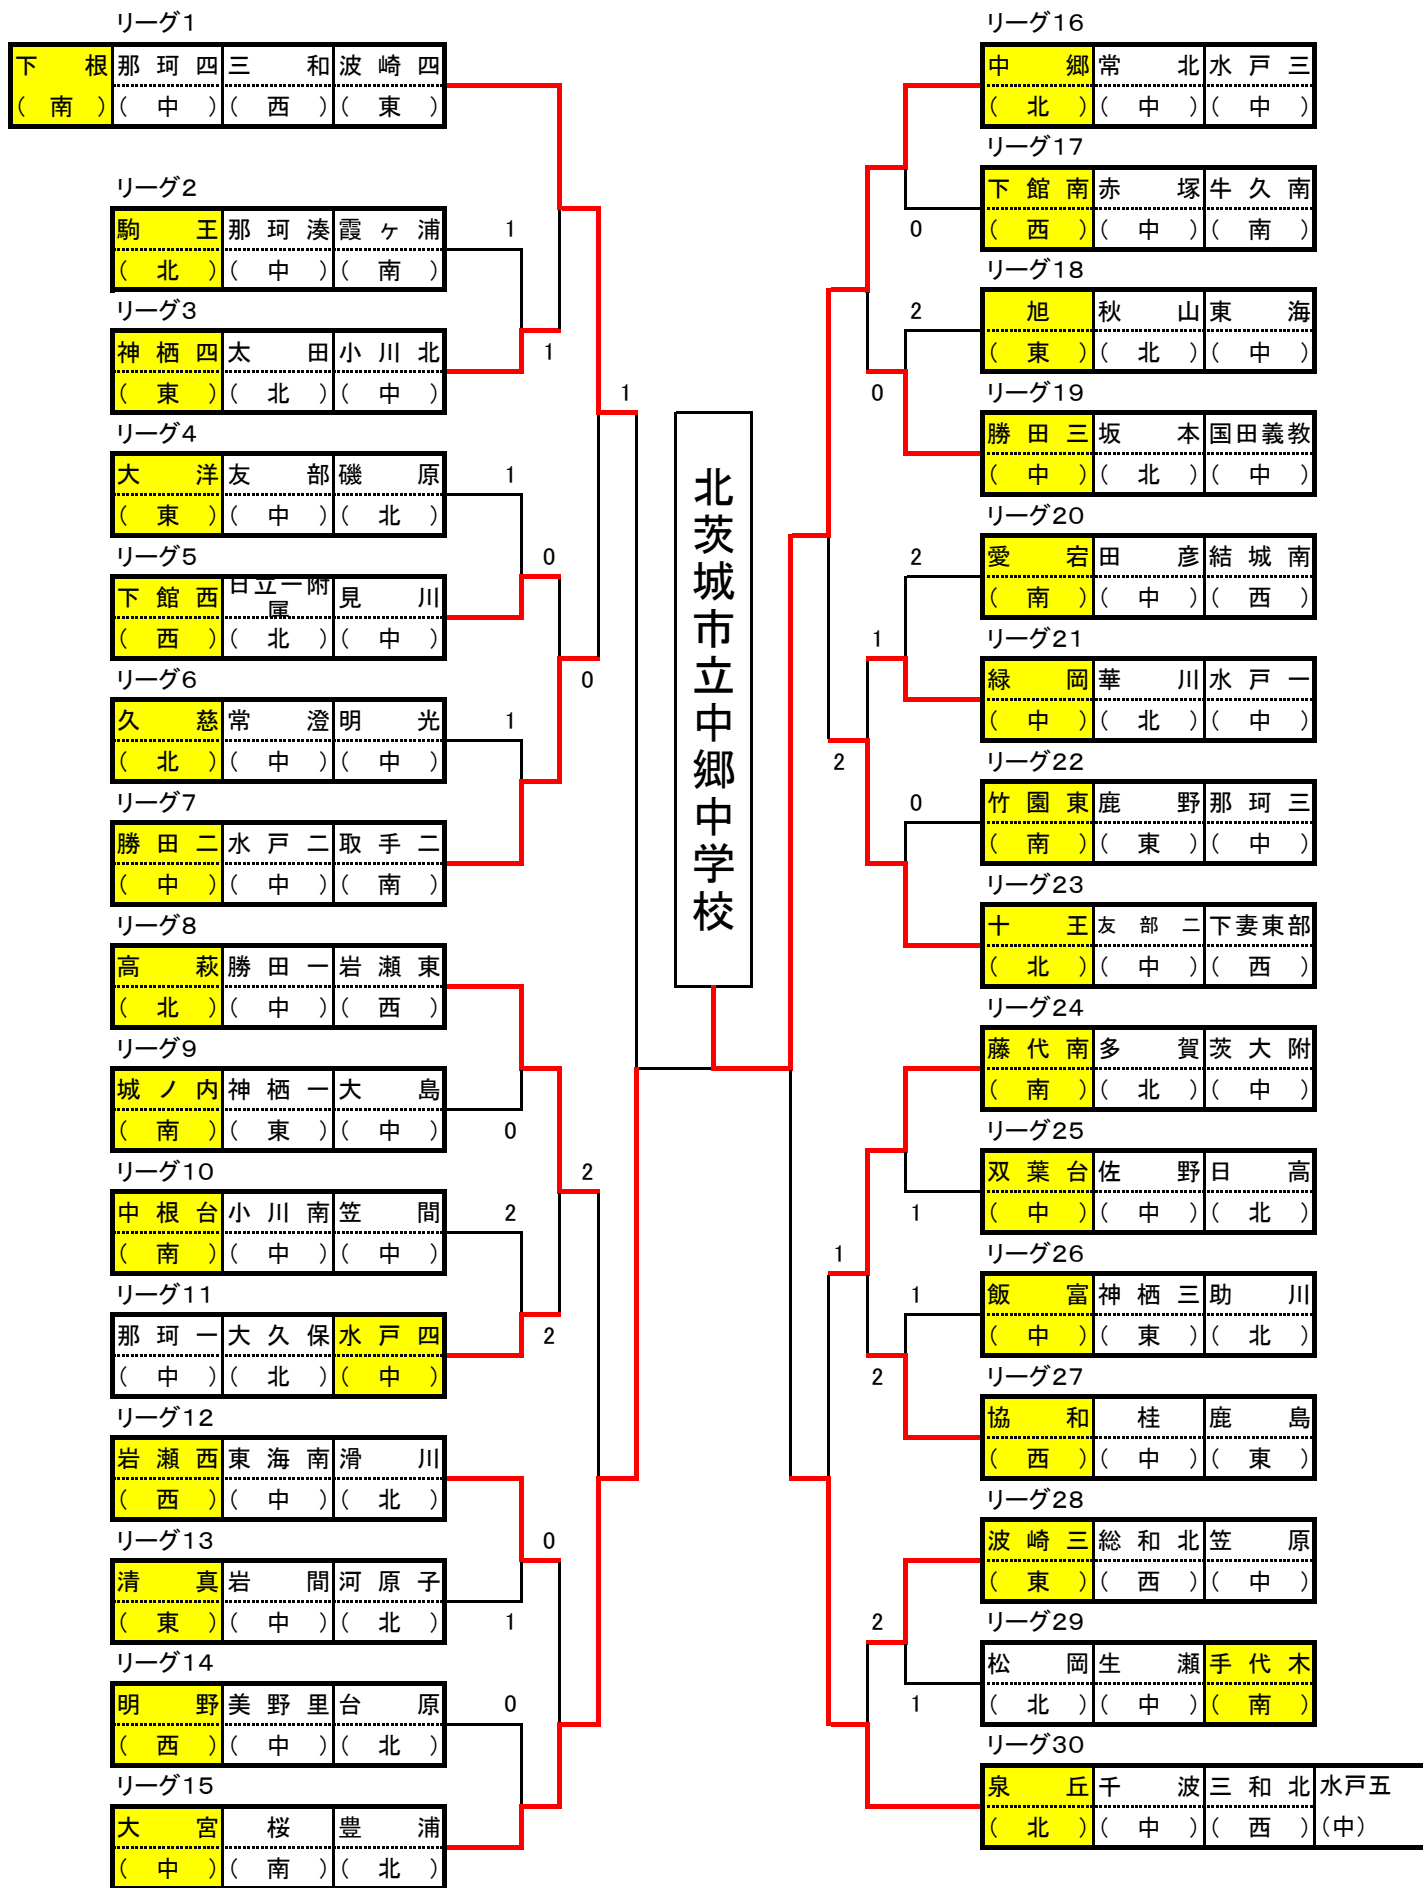 リーグ1
下根 那珂四 三和 波崎四
(南) (中) (西) (東)
リーグ2
駒王 那珂湊 霞ヶ浦
(北) (中) (南)
1
リーグ3
神栖四 太田 小川北
(東) (北) (中)
1
リーグ4
大洋 友部 磯原
(東) (中) (北)
1
リーグ5
下館西 日立一附属 見川
(西) (北) (中)
0
リーグ6
久慈 常澄 明光
(北) (中) (中)
1
0
リーグ7
勝田二 水戸二 取手二
(中) (中) (南)
1
リーグ8
高萩 勝田一 岩瀬東
(北) (中) (西)
リーグ9
城ノ内 神栖一 大島
(南) (東) (中)
0
リーグ10
中根台 小川南 笠間
(南) (中) (中)
2
2
リーグ11
那珂一 大久保 水戸四
(中) (北) (中)
2
リーグ12
岩瀬西 東海南 滑川
(西) (中) (北)
リーグ13
清真 岩間 河原子
(東) (中) (北)
0
1
リーグ14
明野 美野里 台原
(西) (中) (北)
0
リーグ15
大宮 桜 豊浦
(中) (南) (北)
北茨城市立中郷中学校
リーグ16
中郷 常北 水戸三
(北) (中) (中)
リーグ17
下館南 赤塚 牛久南
(西) (中) (南)
0
リーグ18
旭 秋山 東海
(東) (北) (中)
2
0
リーグ19
勝田三 坂本 国田義教
(中) (北) (中)
リーグ20
愛宕 田彦 結城南
(南) (中) (西)
2
1
リーグ21
緑岡 華川 水戸一
(中) (北) (中)
2
リーグ22
竹園東 鹿野 那珂三
(南) (東) (中)
0
リーグ23
十王 友部二 下妻東部
(北) (中) (西)
リーグ24
藤代南 多賀 茨大附
(南) (北) (中)
リーグ25
双葉台 佐野 日高
(中) (中) (北)
1
1
リーグ26
飯富 神栖三 助川
(中) (東) (北)
1
2
リーグ27
協和 桂 鹿島
(西) (中) (東)
リーグ28
波崎三 総和北 笠原
(東) (西) (中)
2
リーグ29
松岡 生瀬 手代木
(北) (中) (南)
1
リーグ30
泉丘 千波 三和北 水戸五
(北) (中) (西) (中)